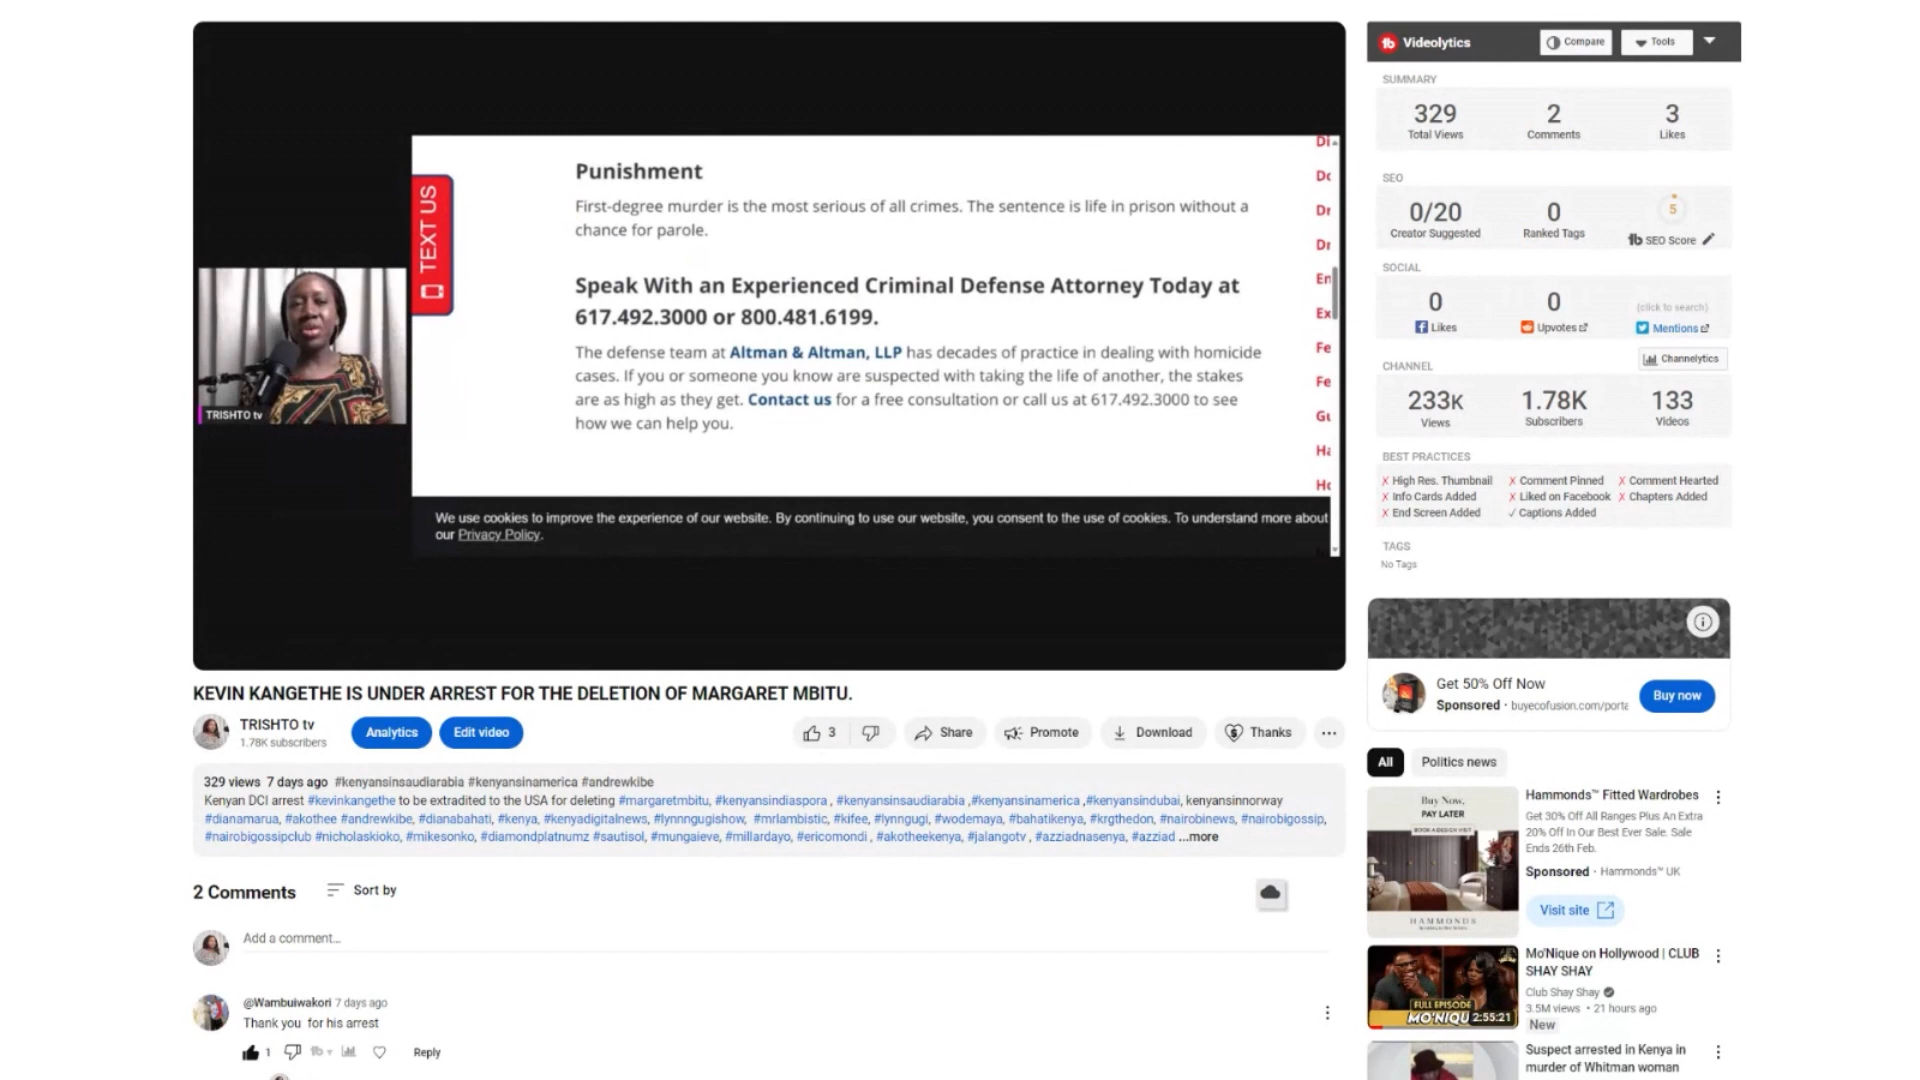 Punishment
First-degree murder is the most serious of all crimes. The sentence is life in prison without a
chance for parole.
Speak With an Experienced Criminal Defense Attorney Today at
617.492.3000 or 800.481.6199.
The defense team at Altman & Altman, LLP has decades of practice in dealing with homicide
cases. If you or someone you know are suspected with taking the life of another, the stakes
are as high as they get. Contact us for a free consultation or call us at 617.492.3000 to see
how we can help you.
TEXT US
Di
Do
Dr
Dr
En
Ex
Fe
Fe
Gu
Ha
Ho
TRISHTO tv
We use cookies to improve the experience of our website. By continuing to use our website, you consent to the use of cookies. To understand more about
our Privacy Policy.
KEVIN KANGETHE IS UNDER ARREST FOR THE DELETION OF MARGARET MBITU.
TRISHTO tv
1.78K subscribers
Analytics
Edit video
3
Share
Promote
Download
Thanks
329 views 7 days ago #kenyansinsaudiarabia #kenyansinamerica #andrewkibe
Kenyan DCI arrest #kevinkangethe to be extradited to the USA for deleting #margaretmbitu, #kenyansindiaspora , #kenyansinsaudiarabia ,#kenyansinamerica ,#kenyansindubai, kenyansinnorway
#dianamarua, #akothee #andrewkibe, #dianabahati, #kenya, #kenyadigitalnews, #lynnngugishow, #mrlambistic, #kifee, #lynngugi, #wodemaya, #bahatikenya, #krgthedon, #nairobinews, #nairobigossip,
#nairobigossipclub #nicholaskioko, #mikesonko, #diamondplatnumz #sautisol, #mungaieve, #millardayo, #ericomondi , #akotheekenya, #jalangotv , #azziadnasenya, #azziad ...more
2 Comments
Sort by
Add a comment...
@Wambuiwakori 7 days ago
Thank you for his arrest
1
Reply
Videolytics
Compare
Tools
SUMMARY
329 2 3
Total Views Comments Likes
SEO
0/20 0 5
Creator Suggested Ranked Tags SEO Score
SOCIAL
0 0 (click to search)
Likes Upvotes Mentions
CHANNEL
Channelytics
233K 1.78K 133
Views Subscribers Videos
BEST PRACTICES
X High Res. Thumbnail X Comment Pinned X Comment Hearted
X Info Cards Added X Liked on Facebook X Chapters Added
X End Screen Added ✓ Captions Added
TAGS
No Tags
Get 50% Off Now
Sponsored · buyecofusion.com/porta
Buy now
All
Politics news
Buy Now,
PAY LATER
BOOK A DESIGN VISIT
HAMMONDS
Hammonds™ Fitted Wardrobes
Get 30% Off All Ranges Plus An Extra
20% Off In Our Best Ever Sale. Sale
Ends 26th Feb.
Sponsored · Hammonds™ UK
Visit site
FULL EPISODE
MO'NIQU
2:55:21
Mo'Nique on Hollywood | CLUB
SHAY SHAY
Club Shay Shay
3.5M views • 21 hours ago
New
Suspect arrested in Kenya in
murder of Whitman woman